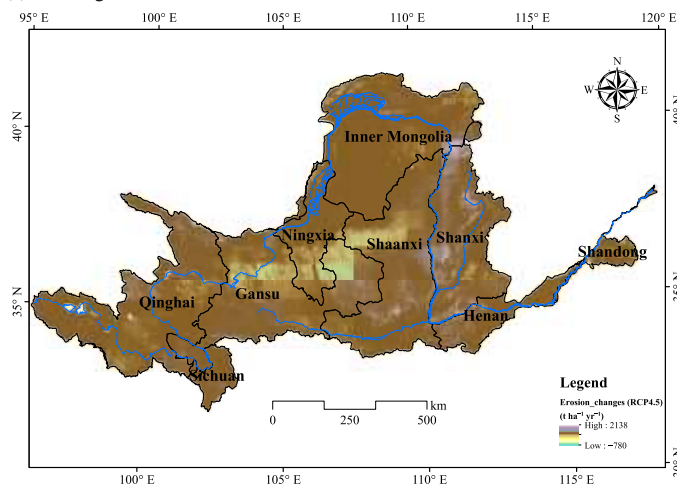 95° E 100° E 105° E 110° E 115° E 120° E
N
W E
S
40° N
Inner Mongolia
Ningxia
Shaanxi
Shanxi
Shandong
35° N
Qinghai
Gansu
Henan
Sichuan
Legend
Erosion_changes (RCP4.5)
(t ha⁻¹ yr⁻¹)
High : 2138
Low : −780
km
0 250 500
100° E 105° E 110° E 115° E